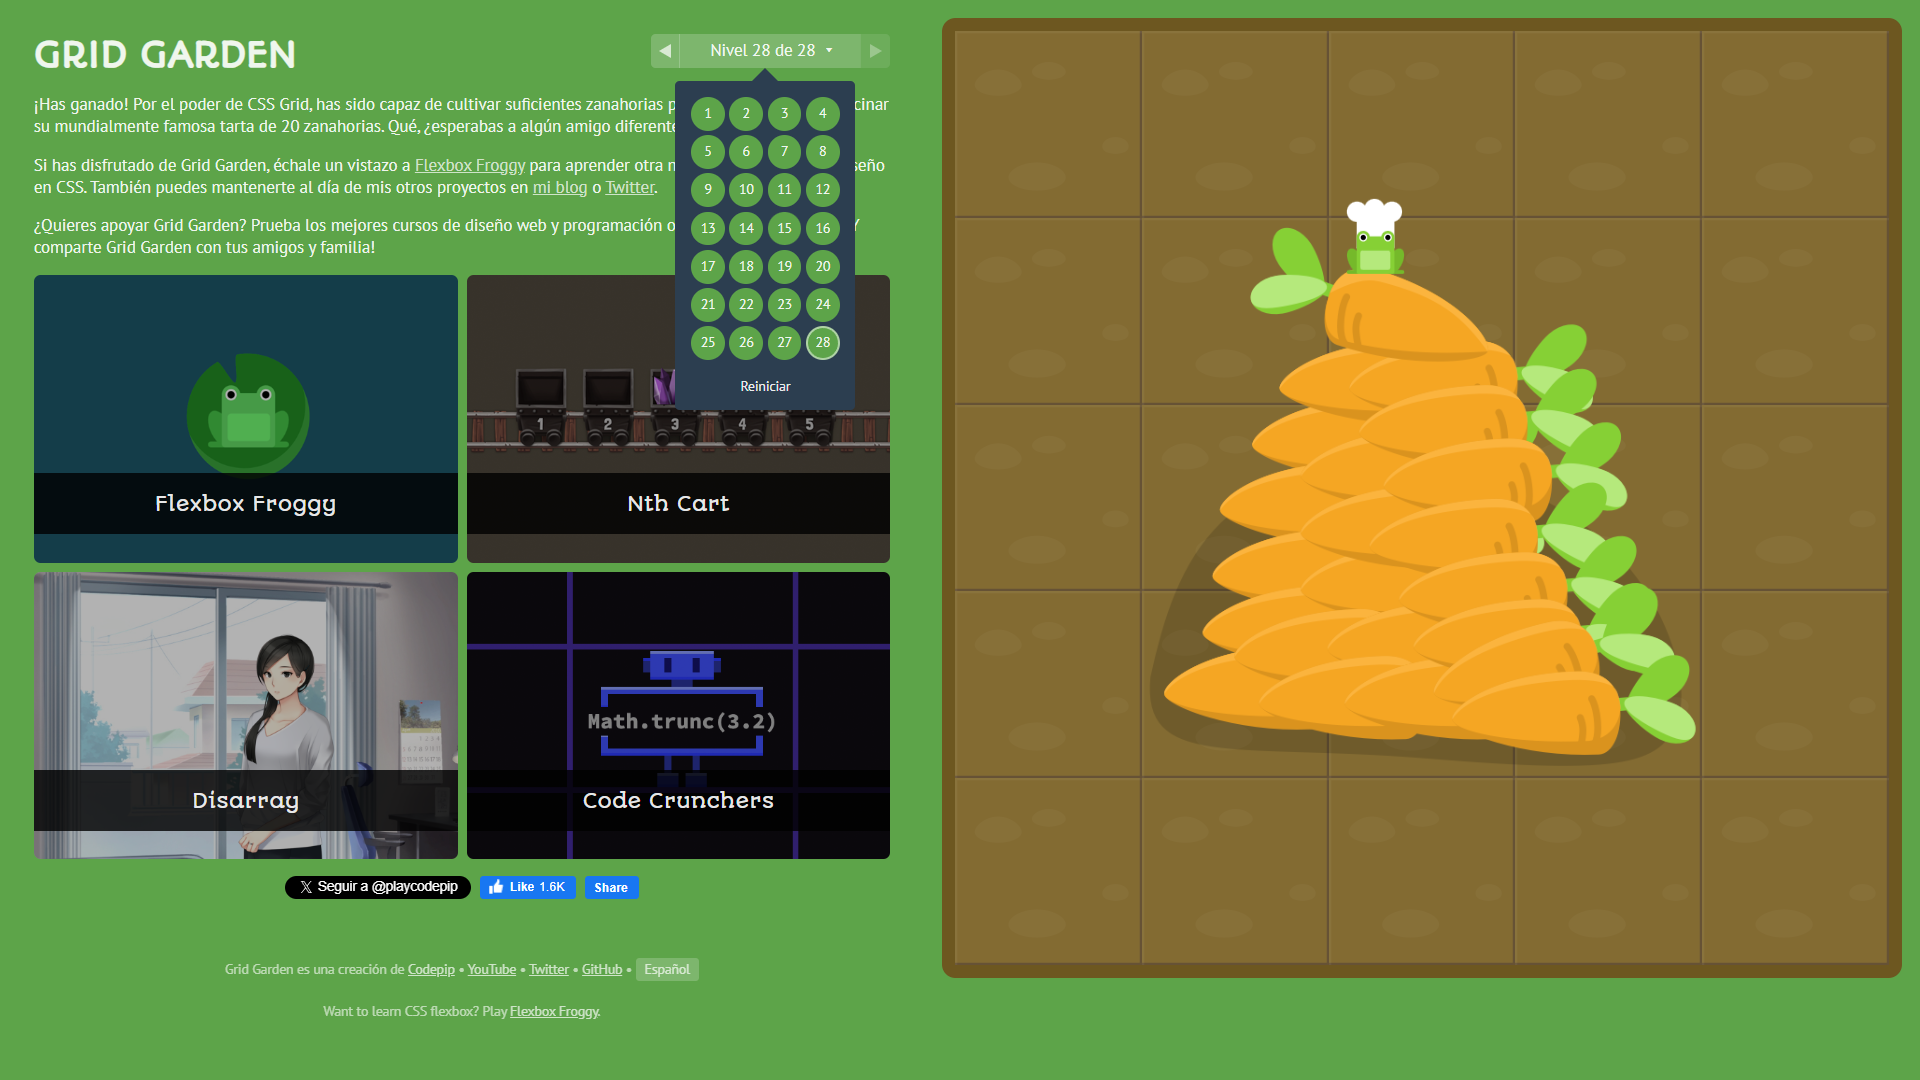 GRID GARDEN
◀ Nivel 28 de 28 ▾ ▶
¡Has ganado! Por el poder de CSS Grid, has sido capaz de cultivar suficientes zanahorias
su mundialmente famosa tarta de 20 zanahorias. Qué, ¿esperabas a algún amigo
Si has disfrutado de Grid Garden, échale un vistazo a Flexbox Froggy para aprender otra
en CSS. También puedes mantenerte al día de mis otros proyectos en mi blog o Twitter.
¿Quieres apoyar Grid Garden? Prueba los mejores cursos de diseño web y programación
comparte Grid Garden con tus amigos y familia!
1 2 3 4
5 6 7 8
9 10 11 12
13 14 15 16
17 18 19 20
21 22 23 24
25 26 27 28
Reiniciar
Flexbox Froggy
1 2 3 4 5
Nth Cart
Disarray
Math.trunc(3.2)
Code Crunchers
𝕏 Seguir a @playcodepip
Like 1.6K
Share
Grid Garden es una creación de Codepip • YouTube • Twitter • GitHub • Español
Want to learn CSS flexbox? Play Flexbox Froggy.